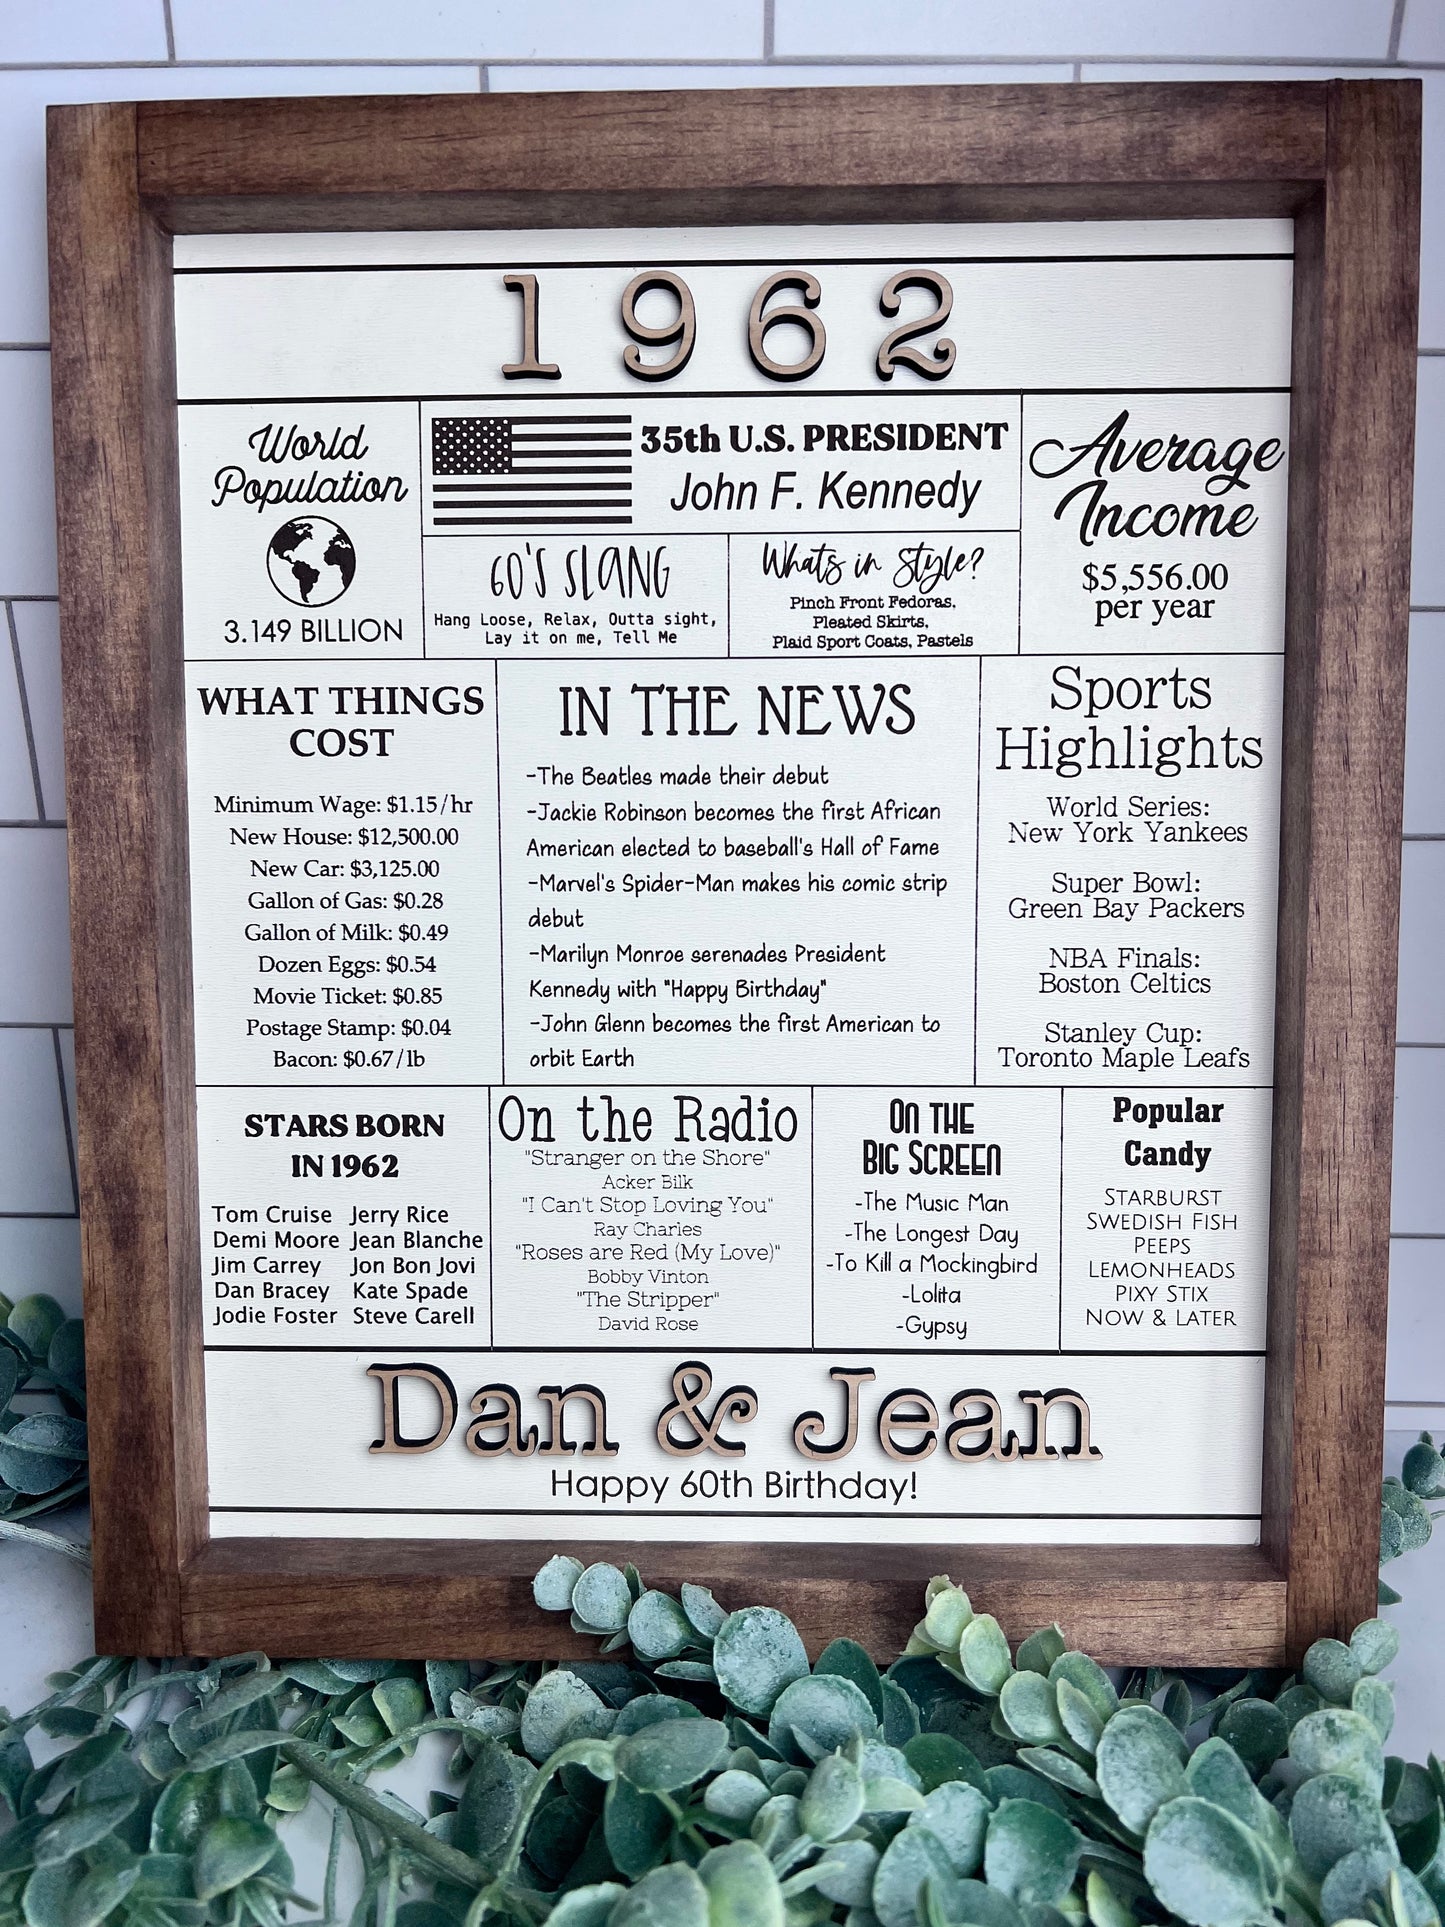 1962
World
Population
3.149 BILLION
35th U.S. PRESIDENT
John F. Kennedy
60'S SLANG
Hang Loose, Relax, Outta sight,
Lay it on me, Tell Me
Whats in Style?
Pinch Front Fedoras,
Pleated Skirts,
Plaid Sport Coats, Pastels
Average
Income
$5,556.00
per year
WHAT THINGS
COST
Minimum Wage: $1.15/hr
New House: $12,500.00
New Car: $3,125.00
Gallon of Gas: $0.28
Gallon of Milk: $0.49
Dozen Eggs: $0.54
Movie Ticket: $0.85
Postage Stamp: $0.04
Bacon: $0.67/lb
IN THE NEWS
-The Beatles made their debut
-Jackie Robinson becomes the first African
American elected to baseball's Hall of Fame
-Marvel's Spider-Man makes his comic strip
debut
-Marilyn Monroe serenades President
Kennedy with "Happy Birthday"
-John Glenn becomes the first American to
orbit Earth
Sports
Highlights
World Series:
New York Yankees
Super Bowl:
Green Bay Packers
NBA Finals:
Boston Celtics
Stanley Cup:
Toronto Maple Leafs
STARS BORN
IN 1962
Tom Cruise Jerry Rice
Demi Moore Jean Blanche
Jim Carrey Jon Bon Jovi
Dan Bracey Kate Spade
Jodie Foster Steve Carell
On the Radio
"Stranger on the Shore"
Acker Bilk
"I Can't Stop Loving You"
Ray Charles
"Roses are Red (My Love)"
Bobby Vinton
"The Stripper"
David Rose
ON THE
BIG SCREEN
-The Music Man
-The Longest Day
-To Kill a Mockingbird
-Lolita
-Gypsy
Popular
Candy
STARBURST
SWEDISH FISH
PEEPS
LEMONHEADS
PIXY STIX
NOW & LATER
Dan & Jean
Happy 60th Birthday!